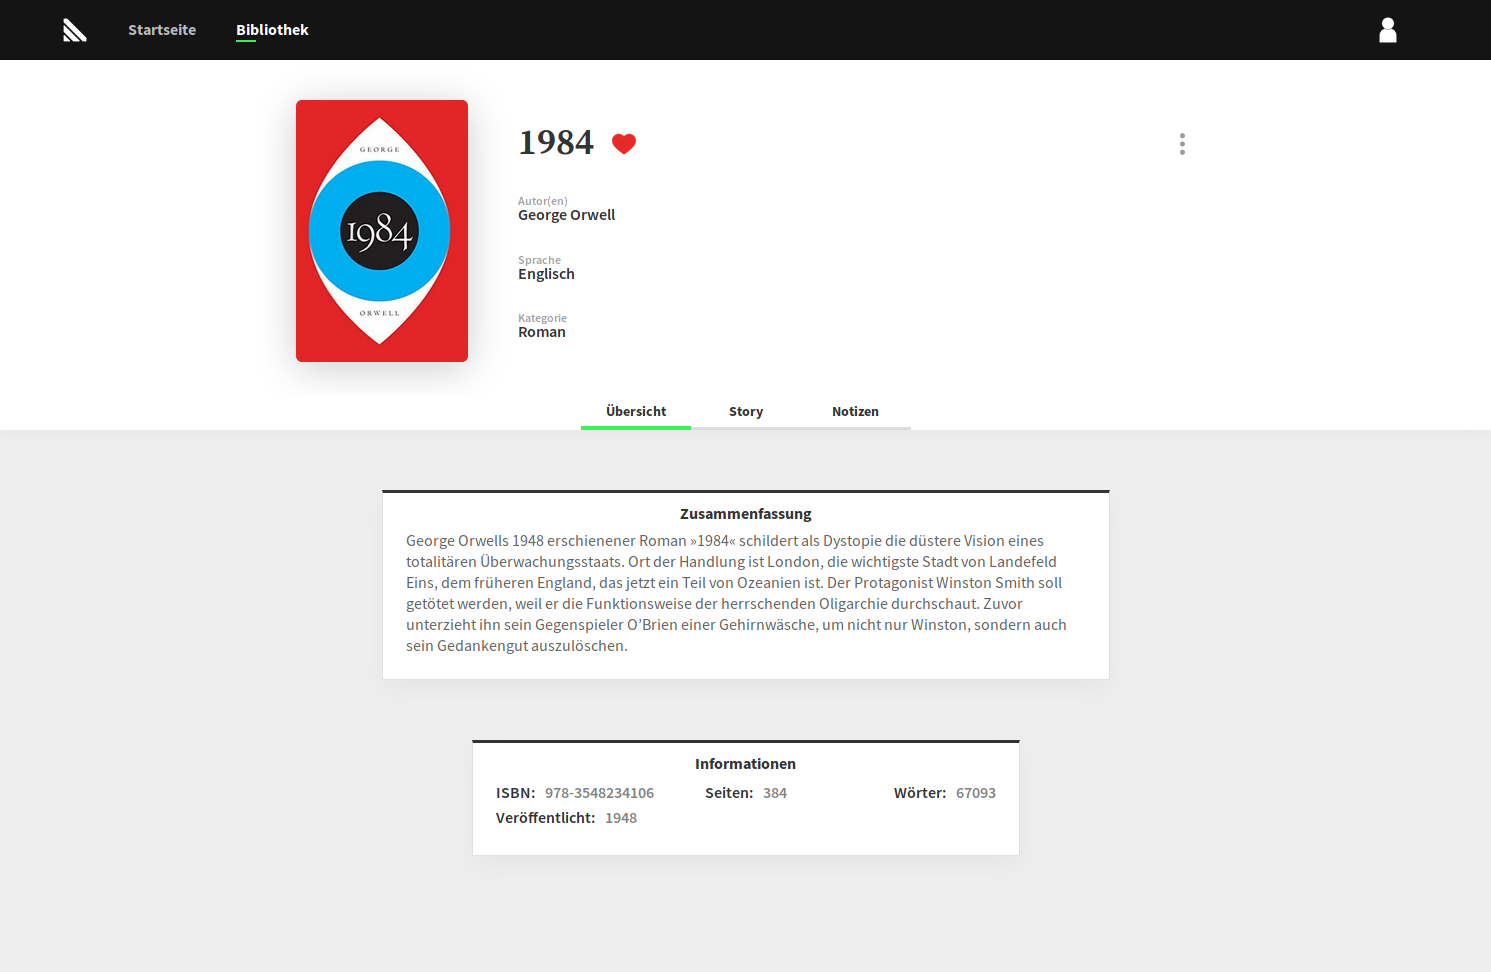 Startseite
Bibliothek
GEORGE
1984
ORWELL
1984
Autor(en)
George Orwell
Sprache
Englisch
Kategorie
Roman
Übersicht
Story
Notizen
Zusammenfassung
George Orwells 1948 erschienener Roman »1984« schildert als Dystopie die düstere Vision eines
totalitären Überwachungsstaats. Ort der Handlung ist London, die wichtigste Stadt von Landefeld
Eins, dem früheren England, das jetzt ein Teil von Ozeanien ist. Der Protagonist Winston Smith soll
getötet werden, weil er die Funktionsweise der herrschenden Oligarchie durchschaut. Zuvor
unterzieht ihn sein Gegenspieler O’Brien einer Gehirnwäsche, um nicht nur Winston, sondern auch
sein Gedankengut auszulöschen.
Informationen
ISBN: 978-3548234106 Seiten: 384 Wörter: 67093
Veröffentlicht: 1948